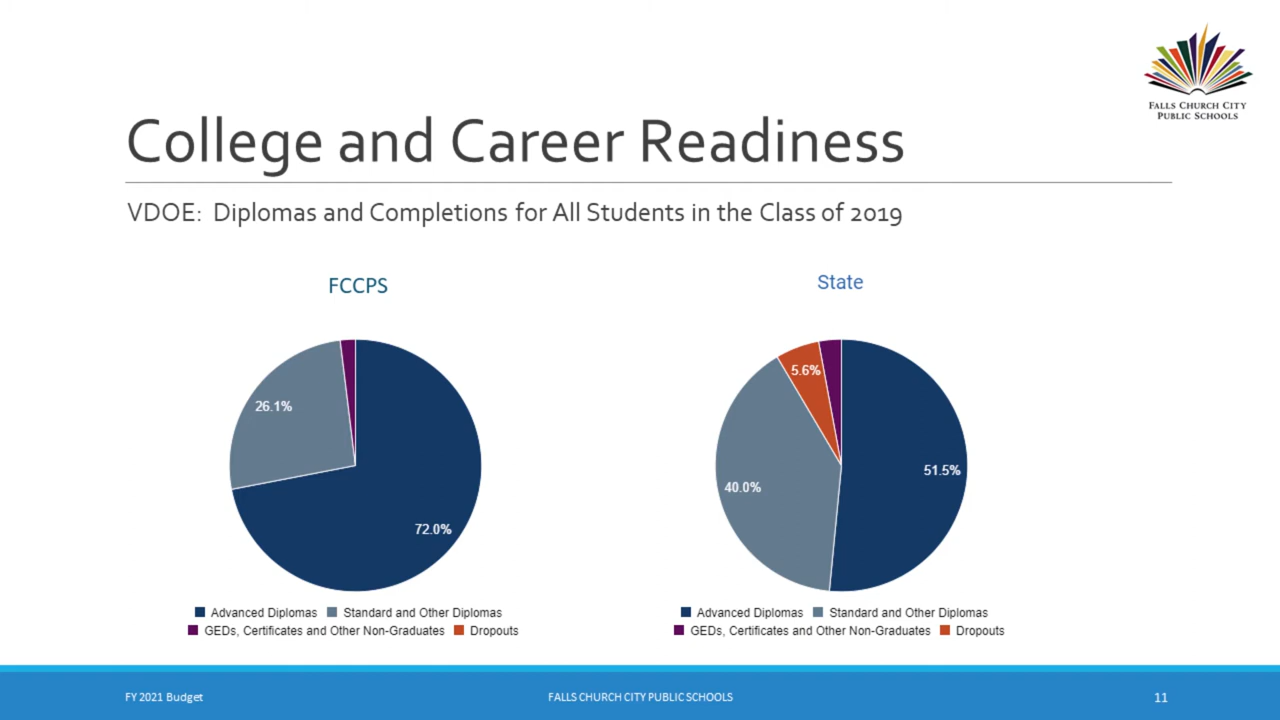 FALLS CHURCH CITY
PUBLIC SCHOOLS
College and Career Readiness
VDOE: Diplomas and Completions for All Students in the Class of 2019
FCCPS
26.1%
72.0%
Advanced Diplomas Standard and Other Diplomas
GEDs, Certificates and Other Non-Graduates Dropouts
State
5.6%
51.5%
40.0%
Advanced Diplomas Standard and Other Diplomas
GEDs, Certificates and Other Non-Graduates Dropouts
FY 2021 Budget FALLS CHURCH CITY PUBLIC SCHOOLS 11